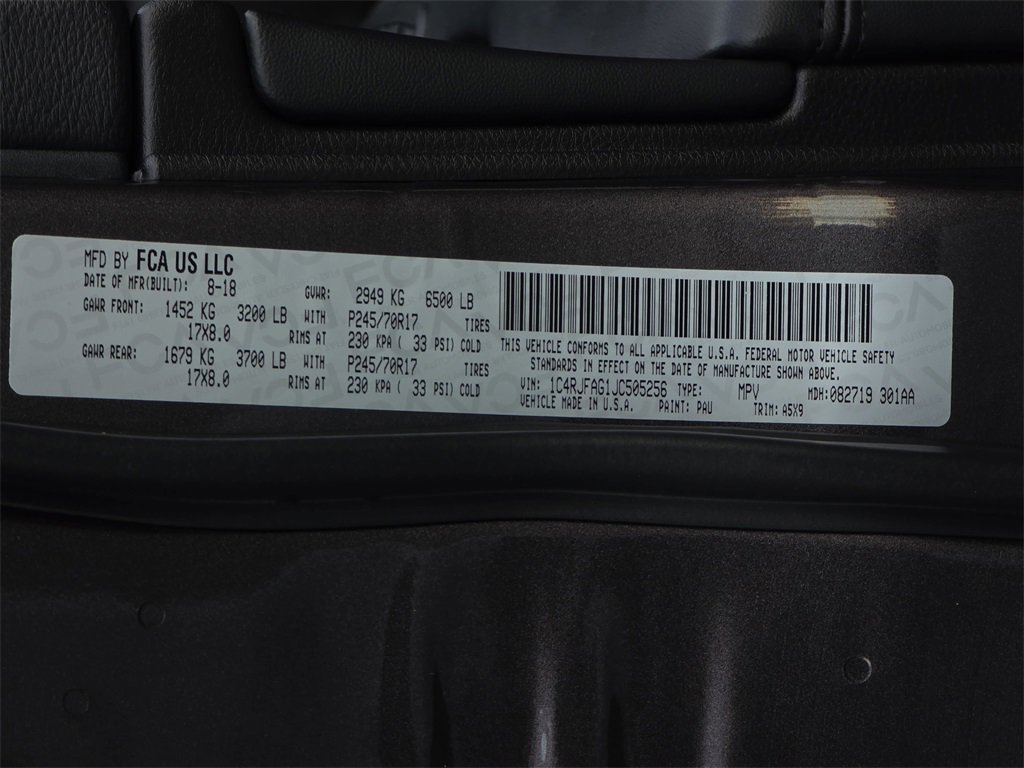 MFD BY FCA US LLC
DATE OF MFR(BUILT): 8-18 GVWR: 2949 KG 6500 LB
GAWR FRONT: 1452 KG 3200 LB WITH P245/70R17 TIRES
17X8.0 RIMS AT 230 KPA ( 33 PSI) COLD
GAWR REAR: 1679 KG 3700 LB WITH P245/70R17 TIRES
17X8.0 RIMS AT 230 KPA ( 33 PSI) COLD
THIS VEHICLE CONFORMS TO ALL APPLICABLE U.S.A. FEDERAL MOTOR VEHICLE SAFETY
STANDARDS IN EFFECT ON THE DATE OF MANUFACTURE SHOWN ABOVE.
VIN: 1C4RJFAG1JC505256 TYPE: MPV MDH:082719 301AA
VEHICLE MADE IN U.S.A. PAINT: PAU TRIM: A5X9